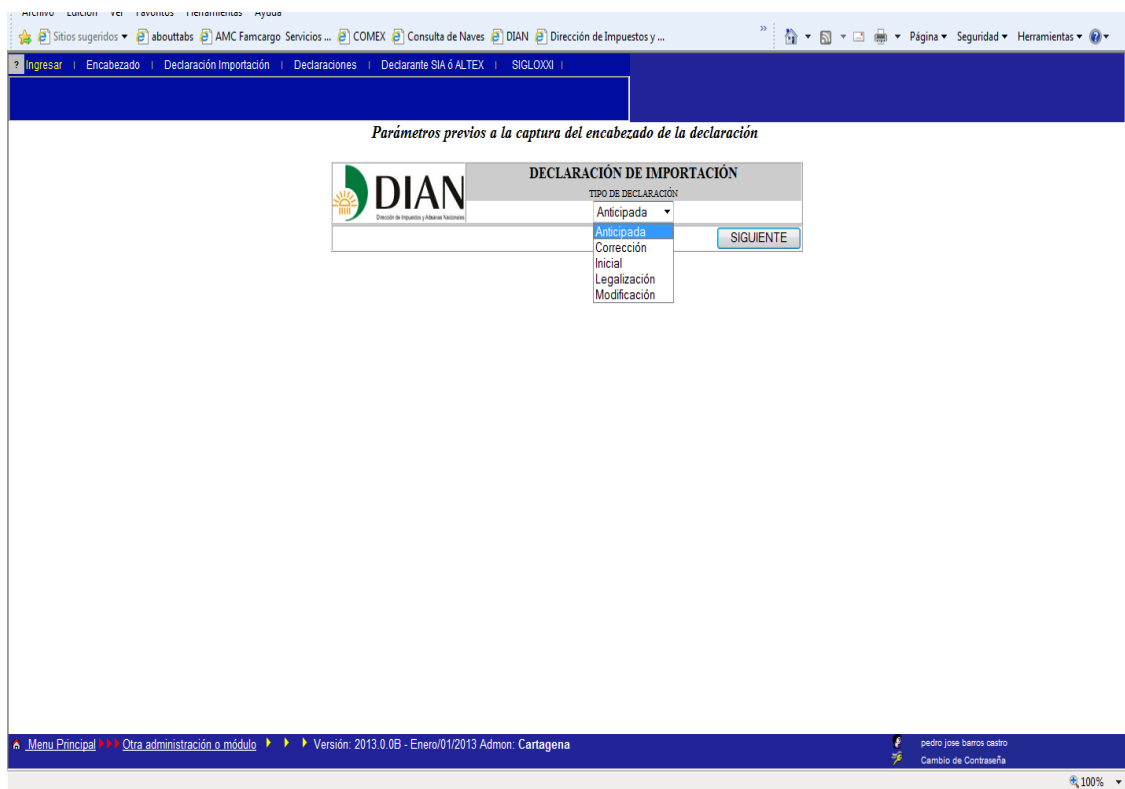 Archivo Edición Ver Favoritos Herramientas Ayuda
Sitios sugeridos abouttabs AMC Famcargo Servicios ... COMEX Consulta de Naves DIAN Dirección de Impuestos y ... » Página Seguridad Herramientas
? Ingresar | Encabezado | Declaración Importación | Declaraciones | Declarante SIA ó ALTEX | SIGLOXXI |
Parámetros previos a la captura del encabezado de la declaración
DIAN
Dirección de Impuestos y Aduanas Nacionales
DECLARACIÓN DE IMPORTACIÓN
TIPO DE DECLARACIÓN
Anticipada
Anticipada
Corrección
Inicial
Legalización
Modificación
SIGUIENTE
Menu Principal Otra administración o módulo Versión: 2013.0.0B - Enero/01/2013 Admon: Cartagena
pedro jose barros castro
Cambio de Contraseña
100%